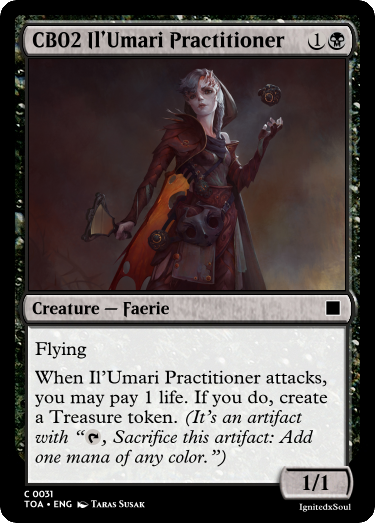 CB02 Il'Umari Practitioner 1
Creature — Faerie
Flying
When Il'Umari Practitioner attacks,
you may pay 1 life. If you do, create
a Treasure token. (It's an artifact
with “, Sacrifice this artifact: Add
one mana of any color.”)
1/1
C 0031
TOA • ENG Taras Susak
IgnitedxSoul